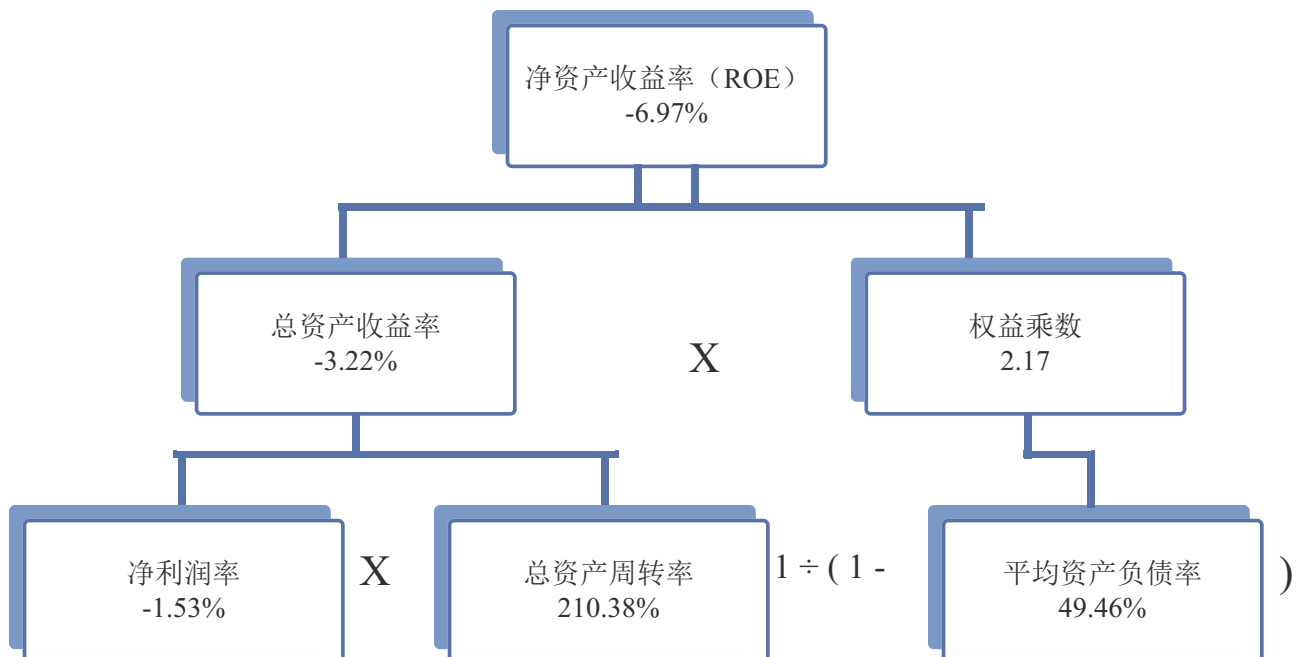 净资产收益率（ROE）
-6.97%
总资产收益率
-3.22%
X
权益乘数
2.17
净利润率
-1.53%
X
总资产周转率
210.38%
1 ÷ ( 1 -
平均资产负债率
49.46%
)